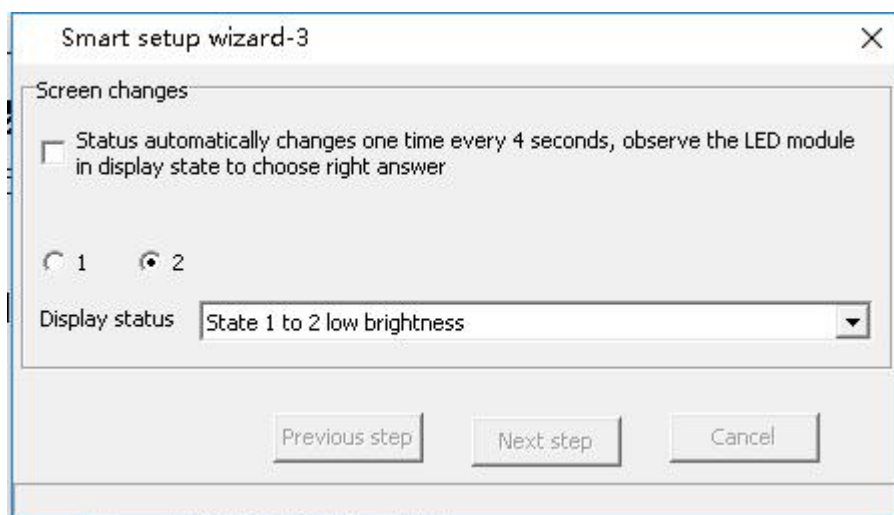 Smart setup wizard-3
Screen changes
Status automatically changes one time every 4 seconds, observe the LED module
in display state to choose right answer
1 2
Display status State 1 to 2 low brightness
Previous step Next step Cancel